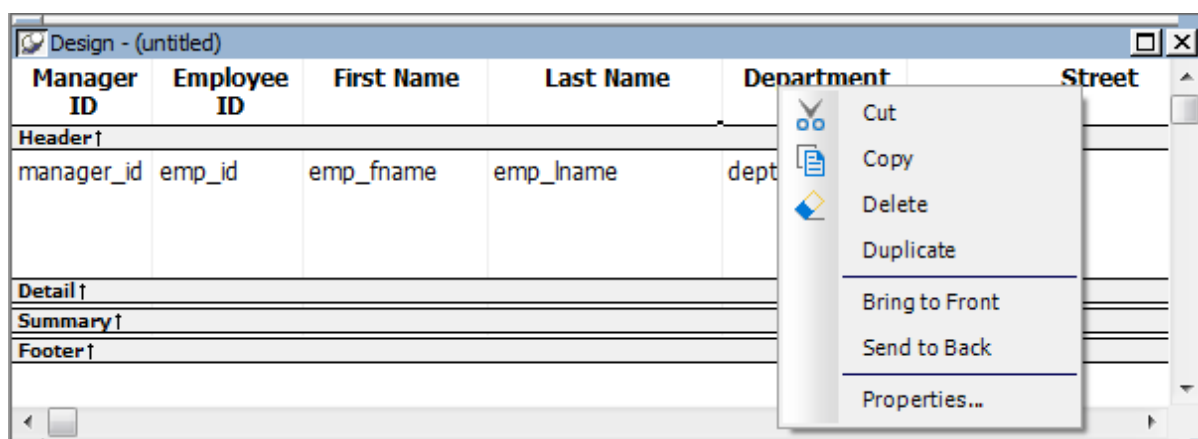 Design - (untitled)
Manager ID Employee ID First Name Last Name Department Street
Header↑
manager_id emp_id emp_fname emp_lname dept
Detail↑
Summary↑
Footer↑
Cut
Copy
Delete
Duplicate
Bring to Front
Send to Back
Properties...